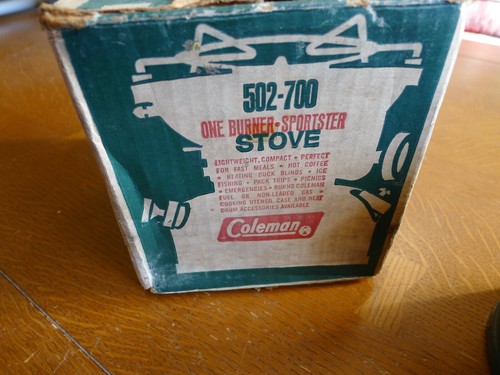 502-700
ONE BURNER • SPORTSTER
STOVE
LIGHTWEIGHT, COMPACT • PERFECT
FOR FAST MEALS • HOT COFFEE
• HEATING DUCK BLINDS • ICE
FISHING • PACK TRIPS • PICNICS
• EMERGENCIES • BURNS COLEMAN
FUEL OR NON-LEADED GAS •
COOKING UTENSIL CASE AND HEAT
DRUM ACCESSORIES AVAILABLE
Coleman